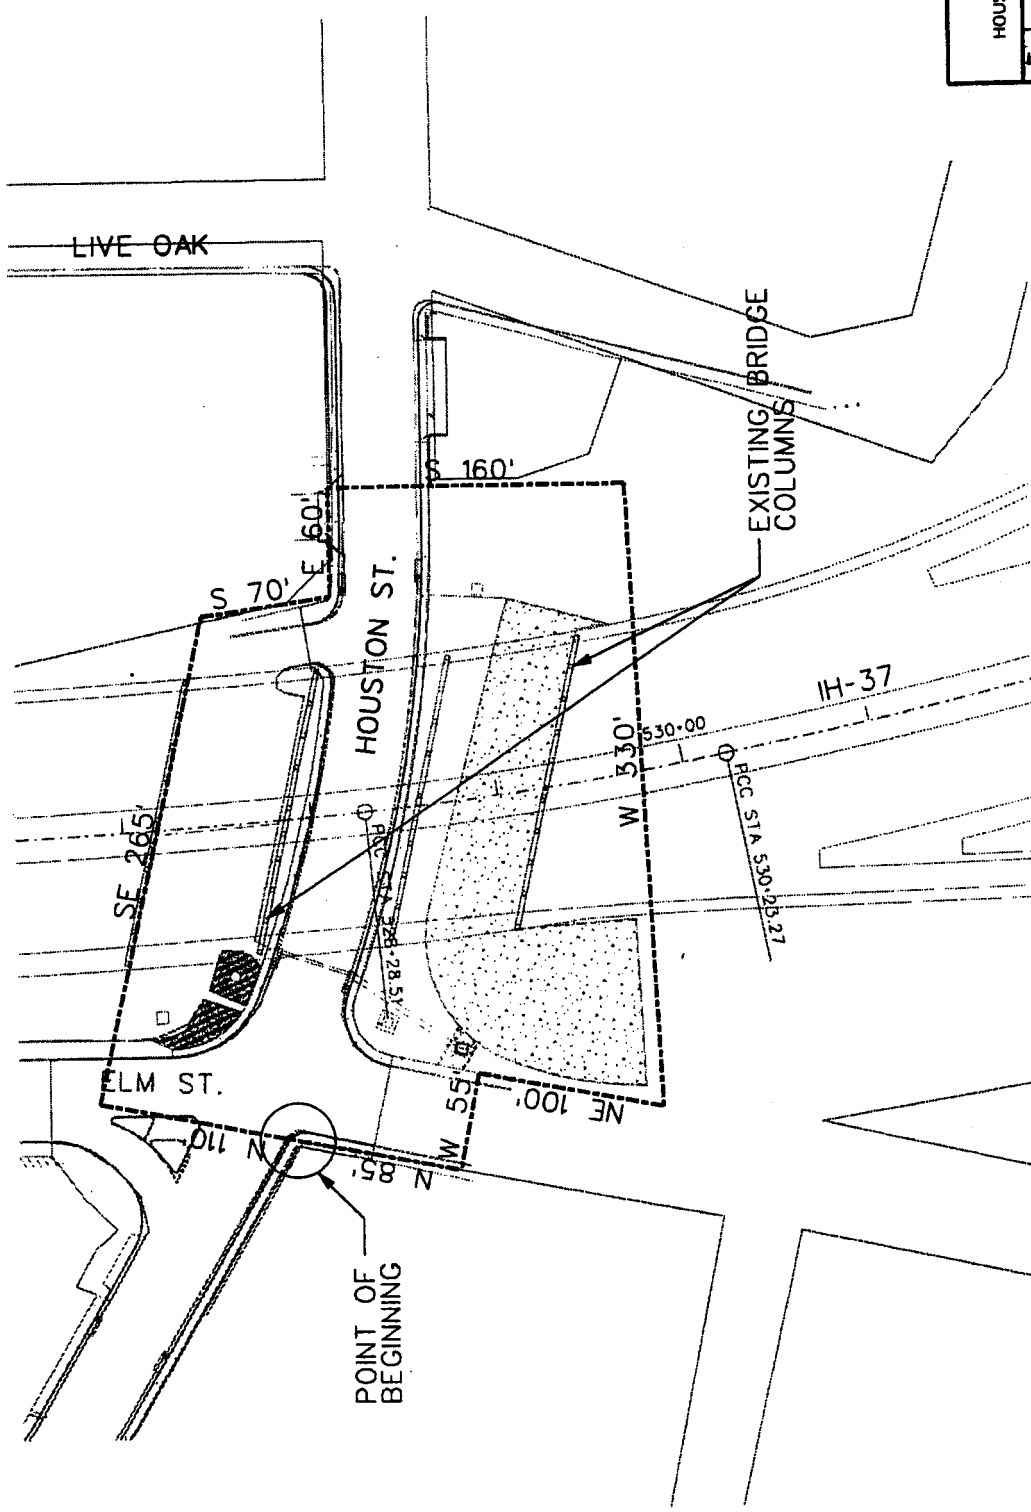 HOUS
LIVE OAK
EXISTING BRIDGE
COLUMNS
S 160'
E 60'
S 70'
HOUSTON ST.
IH-37
530+00
W 330'
SE 265'
PCC STA 530+23.27
ELM ST.
NE 100'
W 55'
N 110'
N 85'
POINT OF
BEGINNING